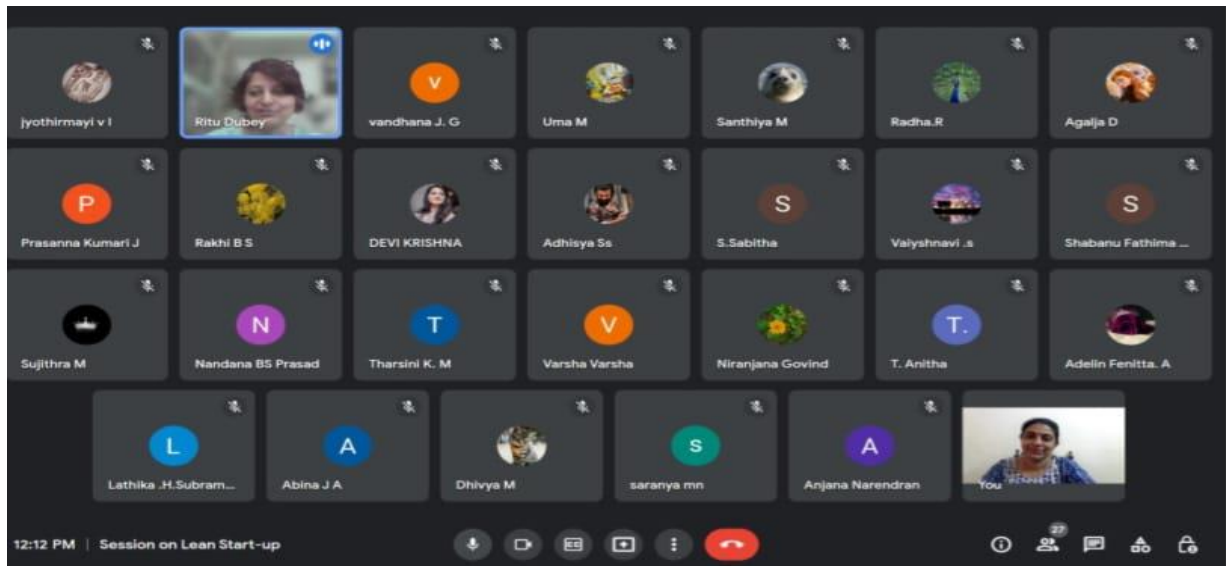 jyothirmayi v l
Ritu Dubey
V
vandhana J. G
Uma M
Santhiya M
Radha.R
Agalja D
P
Prasanna Kumari J
Rakhi B S
DEVI KRISHNA
Adhisya Ss
S
S.Sabitha
Vaiyshnavi .s
S
Shabanu Fathima ...
Sujithra M
N
Nandana BS Prasad
T
Tharsini K. M
V
Varsha Varsha
Niranjana Govind
T.
T. Anitha
Adelin Fenitta. A
L
Lathika .H.Subram...
A
Abina J A
Dhivya M
s
saranya mn
A
Anjana Narendran
You
12:12 PM | Session on Lean Start-up
CC
27